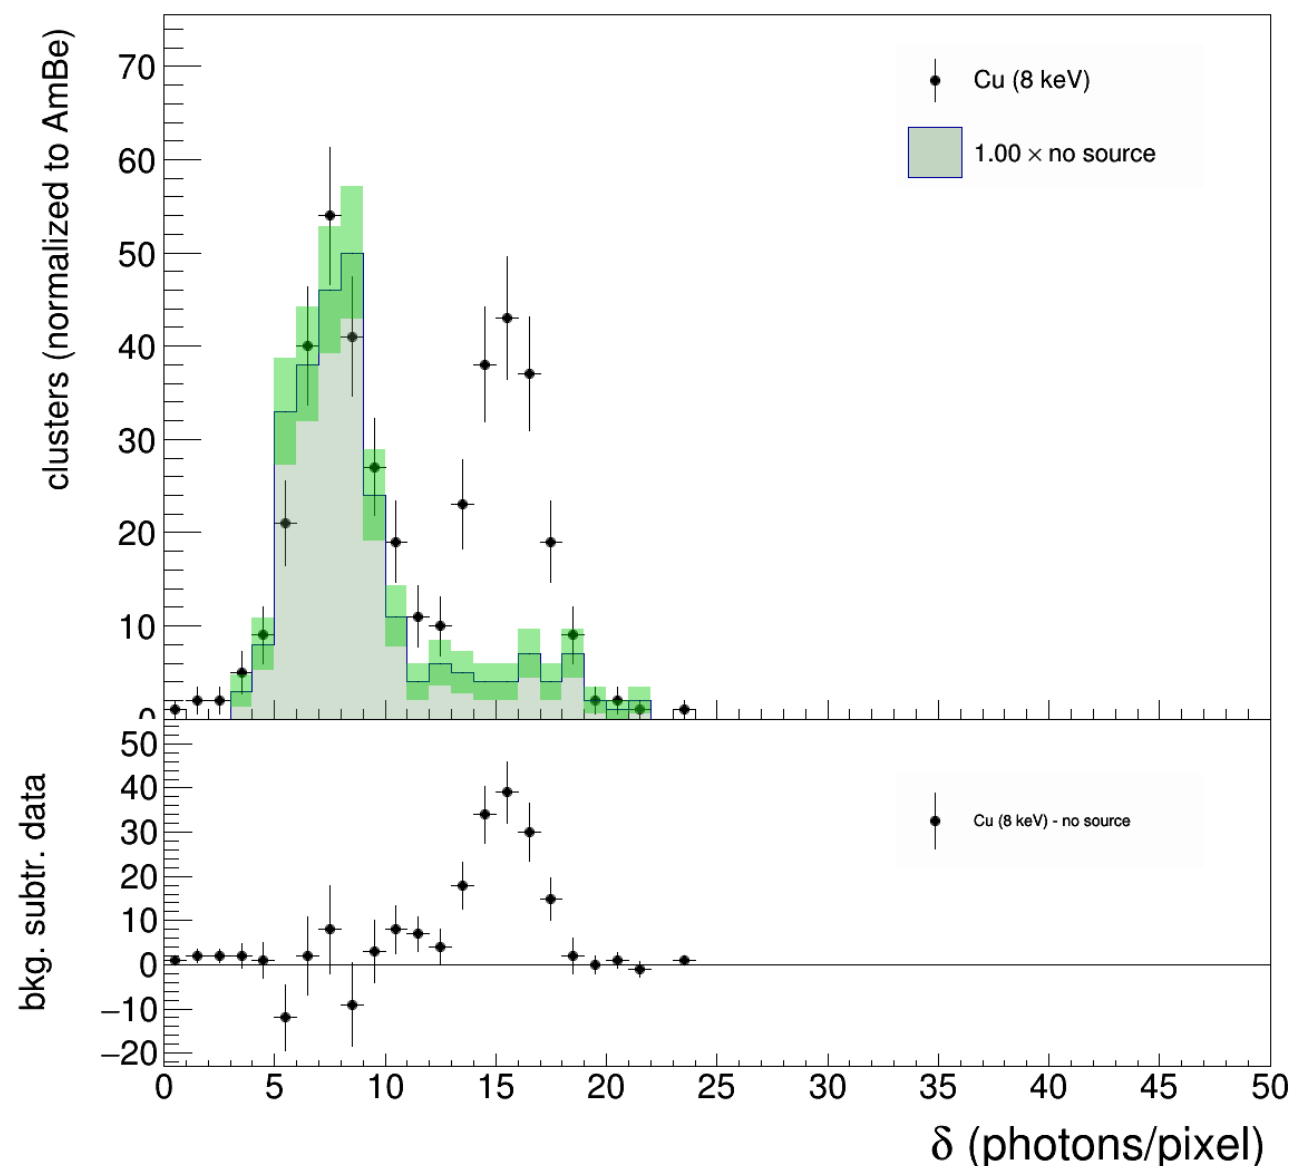 clusters (normalized to AmBe)
70
60
50
40
30
20
10
0
Cu (8 keV)
1.00 × no source
bkg. subtr. data
50
40
30
20
10
0
−10
−20
Cu (8 keV) - no source
0 5 10 15 20 25 30 35 40 45 50
δ (photons/pixel)